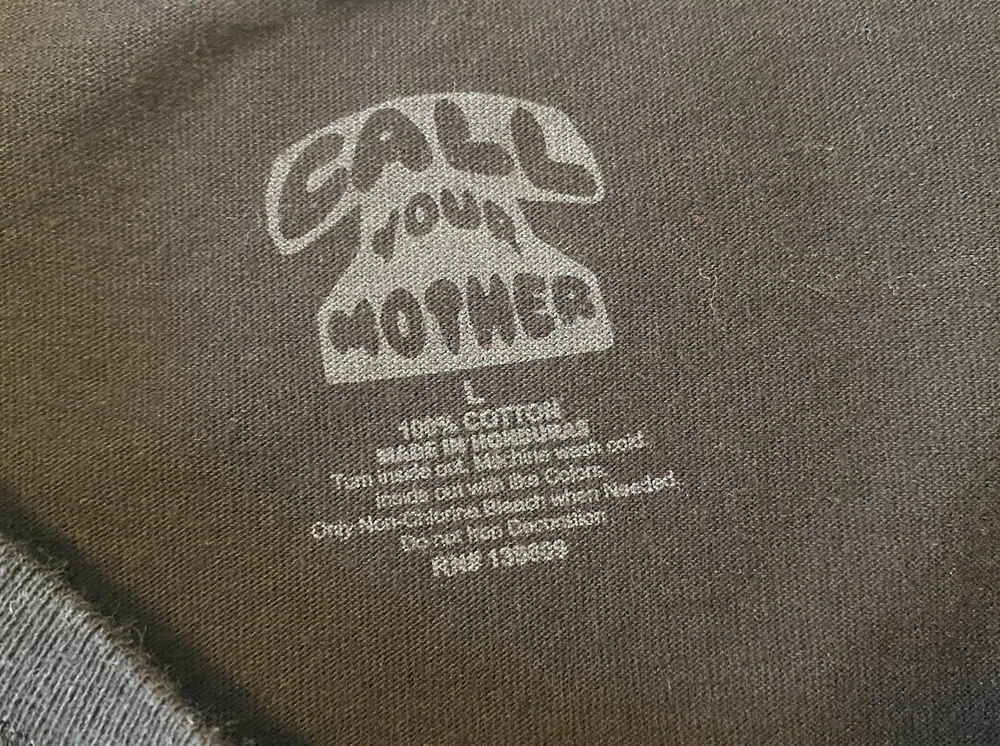 CALL
YOUR
MOTHER
L
100% COTTON
MADE IN HONDURAS
Turn inside out. Machine wash cold
inside out with like Colors.
Only Non-Chlorine Bleach when Needed.
Do not Iron Decoration
RN#